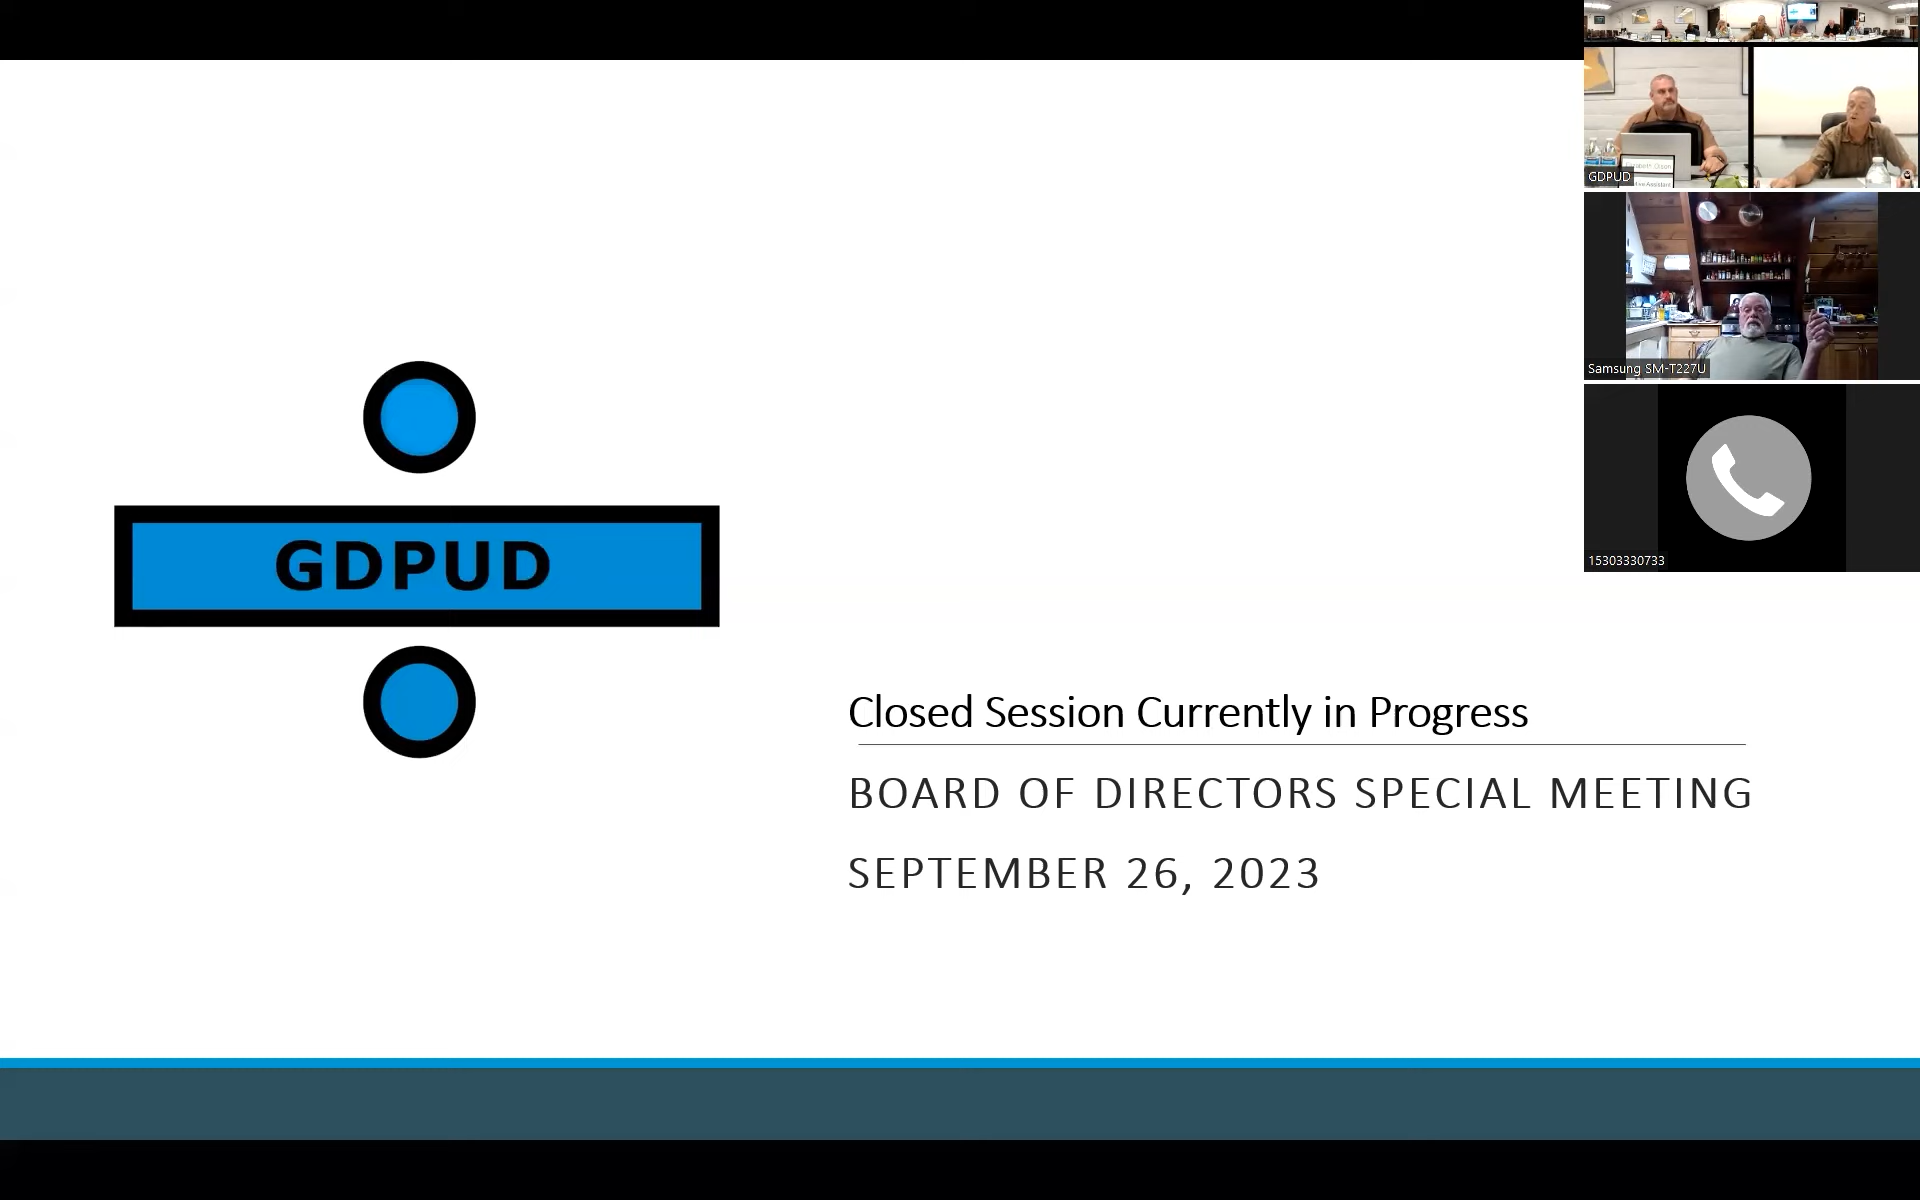 GDPUD
Closed Session Currently in Progress
BOARD OF DIRECTORS SPECIAL MEETING
SEPTEMBER 26, 2023
GDPUD
Samsung SM-T227U
15303330733